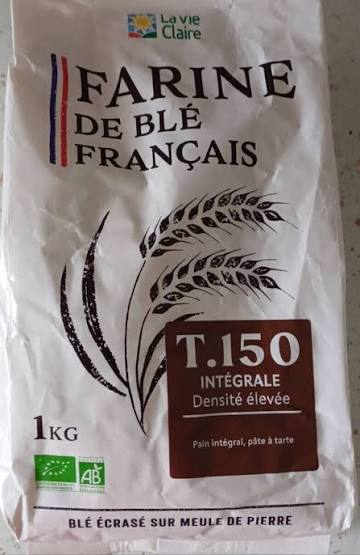 La vie
Claire
FARINE
DE BLÉ
FRANÇAIS
T.150
INTÉGRALE
Densité élevée
Pain intégral, pâte à tarte
1KG
AB
BLÉ ÉCRASÉ SUR MEULE DE PIERRE